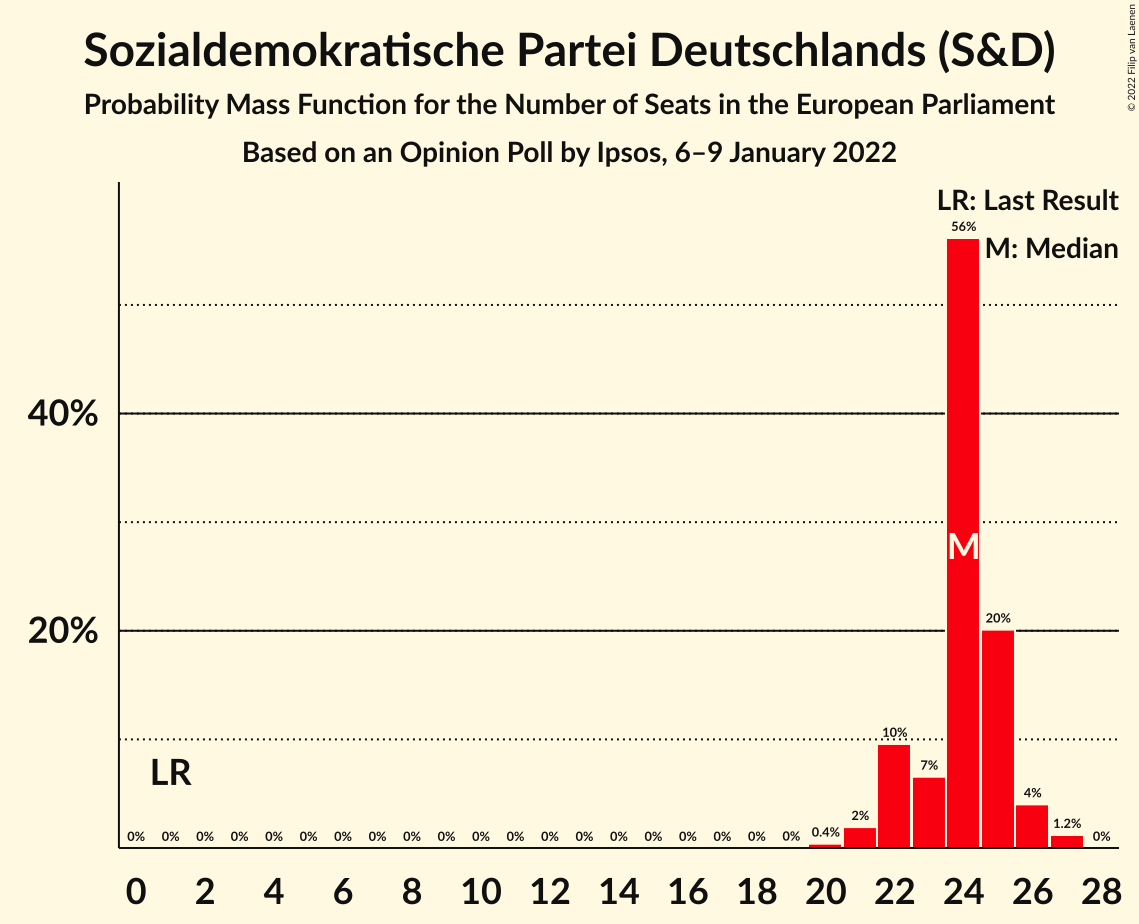 Sozialdemokratische Partei Deutschlands (S&D)
Probability Mass Function for the Number of Seats in the European Parliament
Based on an Opinion Poll by Ipsos, 6–9 January 2022
© 2022 Filip van Laenen
LR: Last Result
M: Median
56%
40%
M
20%
20%
10%
7%
LR
4%
2%
1.2%
0% 0% 0% 0% 0% 0% 0% 0% 0% 0% 0% 0% 0% 0% 0% 0% 0% 0% 0% 0% 0.4% 0%
0 2 4 6 8 10 12 14 16 18 20 22 24 26 28